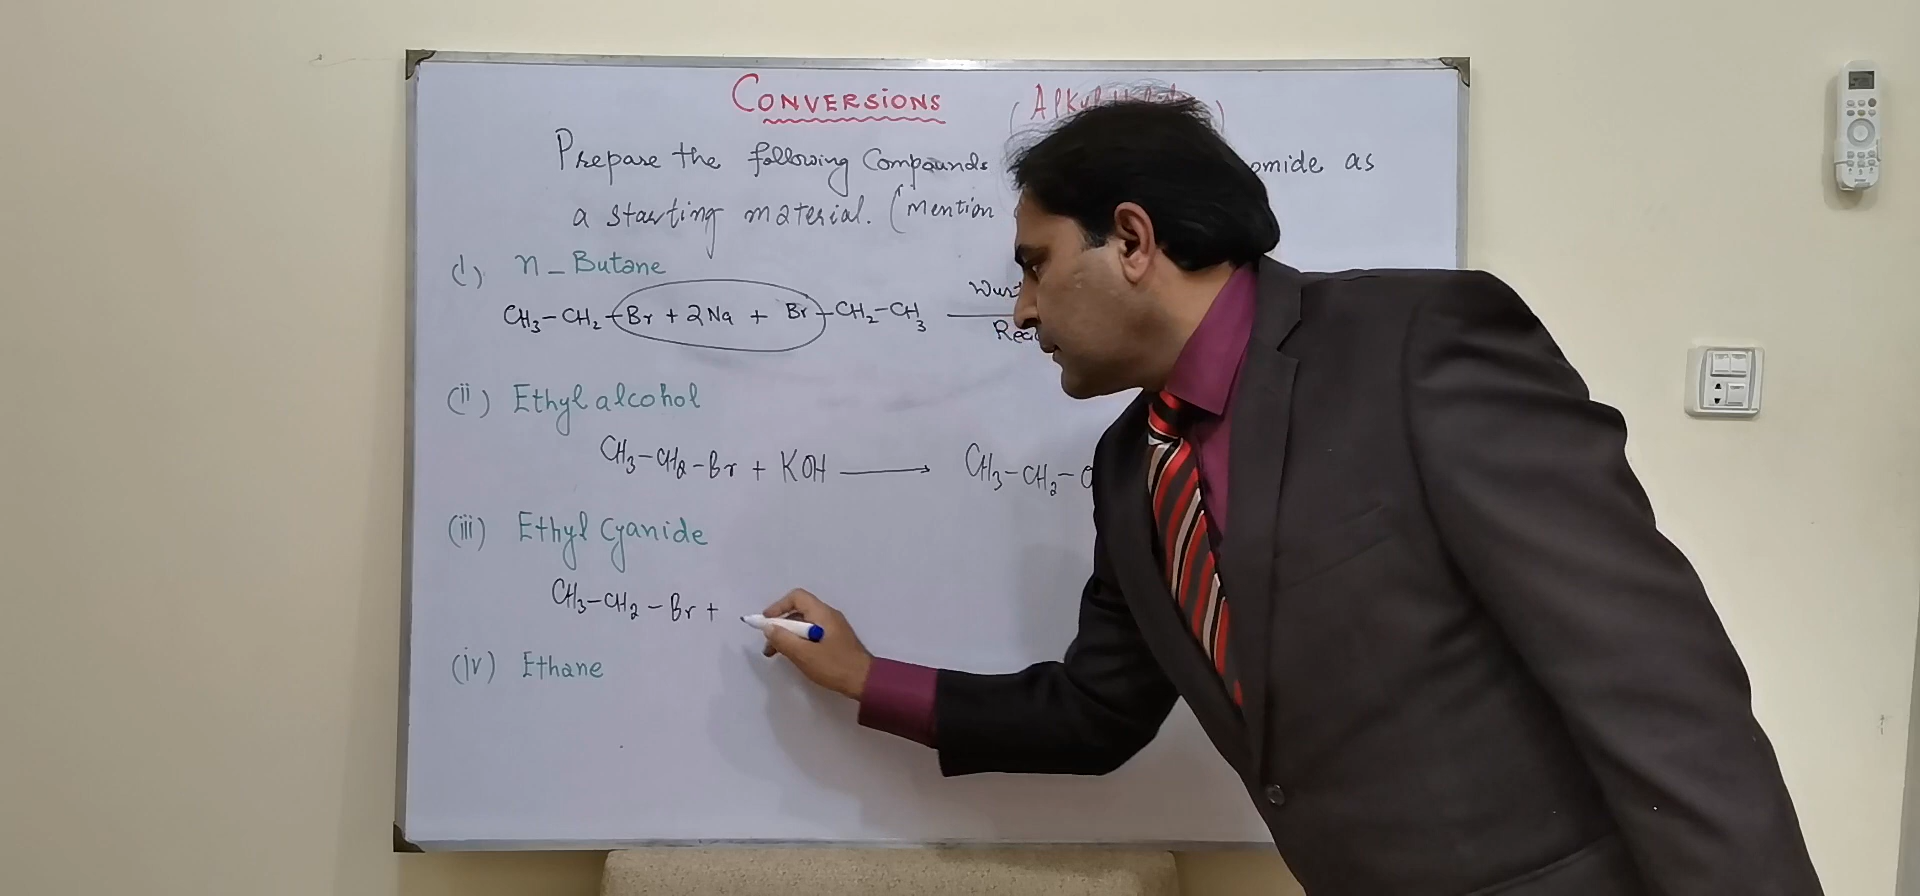 CONVERSIONS
Prepare the following Compounds omide as
a starting material. (mention
(i) n-Butane
CH₃-CH₂-Br + 2Na + Br-CH₂-CH₃
(ii) Ethyl alcohol
CH₃-CH₂-Br + KOH → CH₃-CH₂-
(iii) Ethyl Cyanide
CH₃-CH₂-Br +
(iv) Ethane